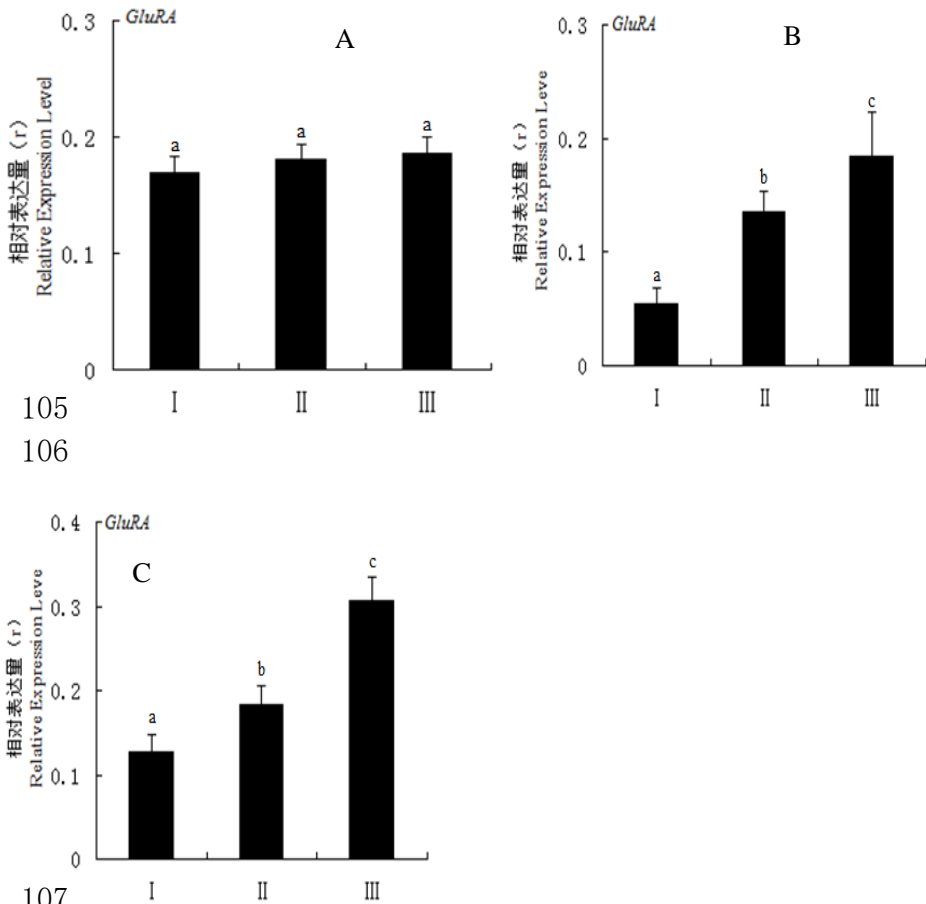 0.3 GluRA
A
相对表达量(r)
Relative Expression Level
0.2
0.1
0
a a a
I II III
0.3 GluRA
B
相对表达量(r)
Relative Expression Leve
0.2
0.1
0
a b c
I II III
105
106
0.4 GluRA
C
相对表达量(r)
Relative Expression Leve
0.3
0.2
0.1
0
a b c
I II III
107